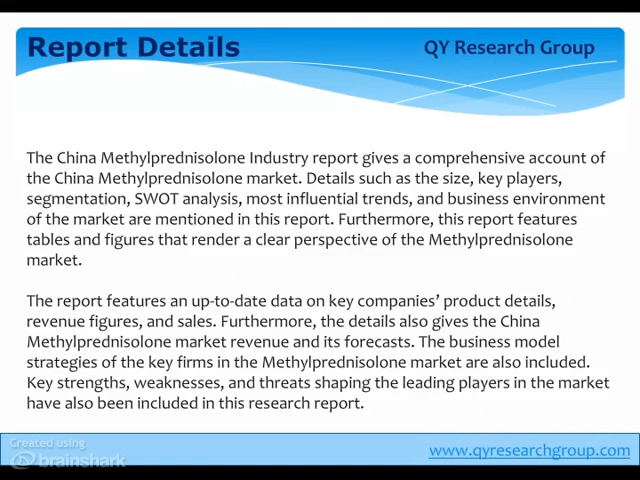 Report Details
QY Research Group
The China Methylprednisolone Industry report gives a comprehensive account of
the China Methylprednisolone market. Details such as the size, key players,
segmentation, SWOT analysis, most influential trends, and business environment
of the market are mentioned in this report. Furthermore, this report features
tables and figures that render a clear perspective of the Methylprednisolone
market.
The report features an up-to-date data on key companies’ product details,
revenue figures, and sales. Furthermore, the details also gives the China
Methylprednisolone market revenue and its forecasts. The business model
strategies of the key firms in the Methylprednisolone market are also included.
Key strengths, weaknesses, and threats shaping the leading players in the market
have also been included in this research report.
Created using
brainshark
www.qyresearchgroup.com